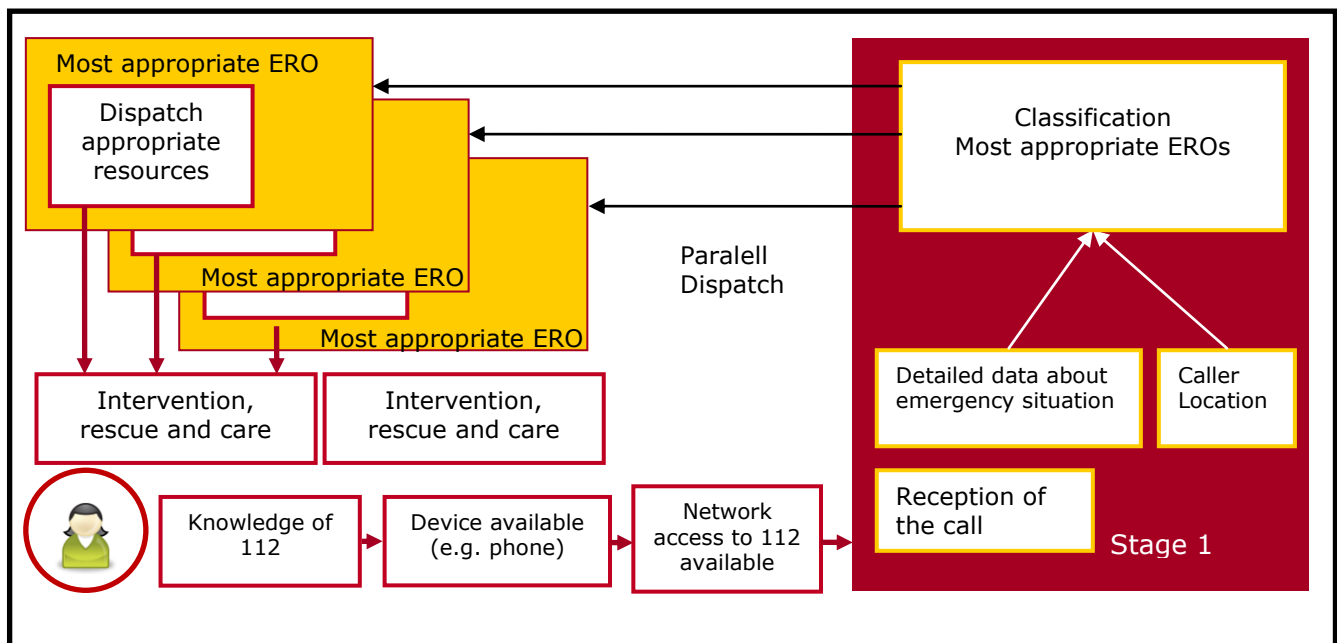 Most appropriate ERO
Dispatch
appropriate
resources
Most appropriate ERO
Most appropriate ERO
Classification
Most appropriate EROs
Paralell
Dispatch
Detailed data about
emergency situation
Caller
Location
Intervention,
rescue and care
Intervention,
rescue and care
Reception of
the call
Stage 1
Knowledge of
112
Device available
(e.g. phone)
Network
access to 112
available